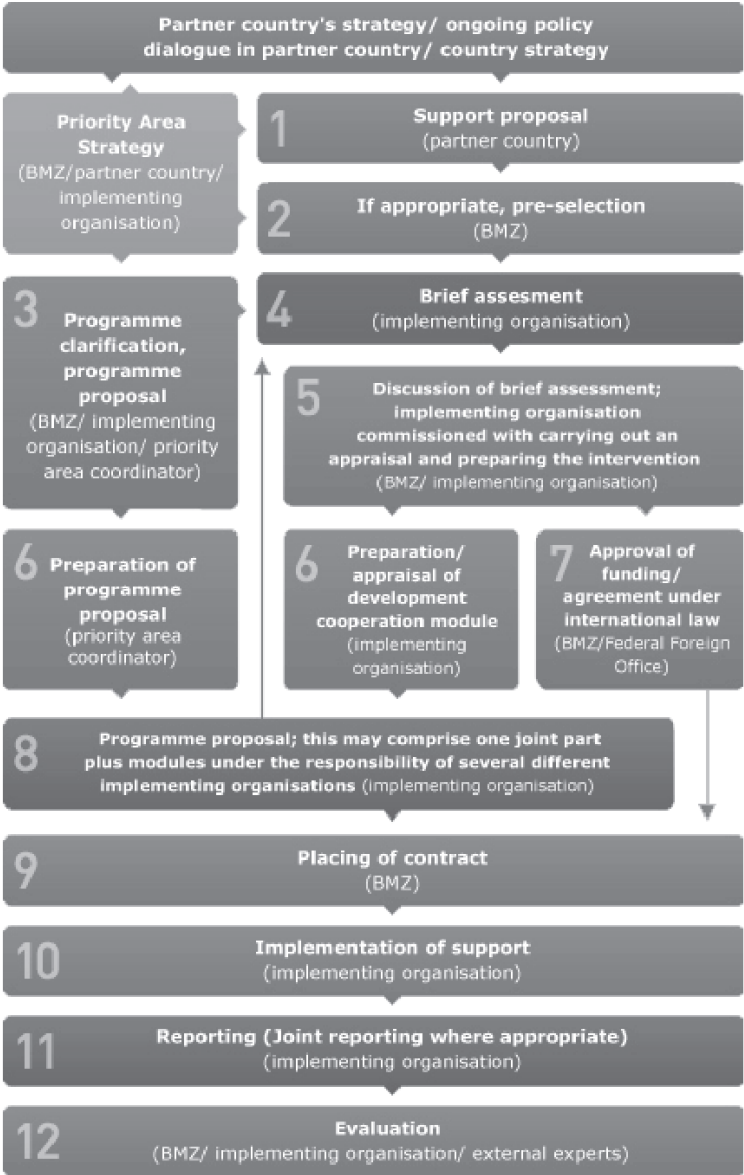 Partner country's strategy/ ongoing policy
dialogue in partner country/ country strategy
Priority Area
Strategy
(BMZ/partner country/
implementing
organisation)
1
Support proposal
(partner country)
2
If appropriate, pre-selection
(BMZ)
3
Programme
clarification,
programme
proposal
(BMZ/ implementing
organisation/ priority
area coordinator)
4
Brief assesment
(implementing organisation)
5
Discussion of brief assessment;
implementing organisation
commissioned with carrying out an
appraisal and preparing the intervention
(BMZ/ implementing organisation)
6
Preparation of
programme
proposal
(priority area
coordinator)
6
Preparation/
appraisal of
development
cooperation module
(implementing
organisation)
7
Approval of
funding/
agreement under
international law
(BMZ/Federal Foreign
Office)
8
Programme proposal; this may comprise one joint part
plus modules under the responsibility of several different
implementing organisations (implementing organisation)
9
Placing of contract
(BMZ)
10
Implementation of support
(implementing organisation)
11
Reporting (Joint reporting where appropriate)
(implementing organisation)
12
Evaluation
(BMZ/ implementing organisation/ external experts)